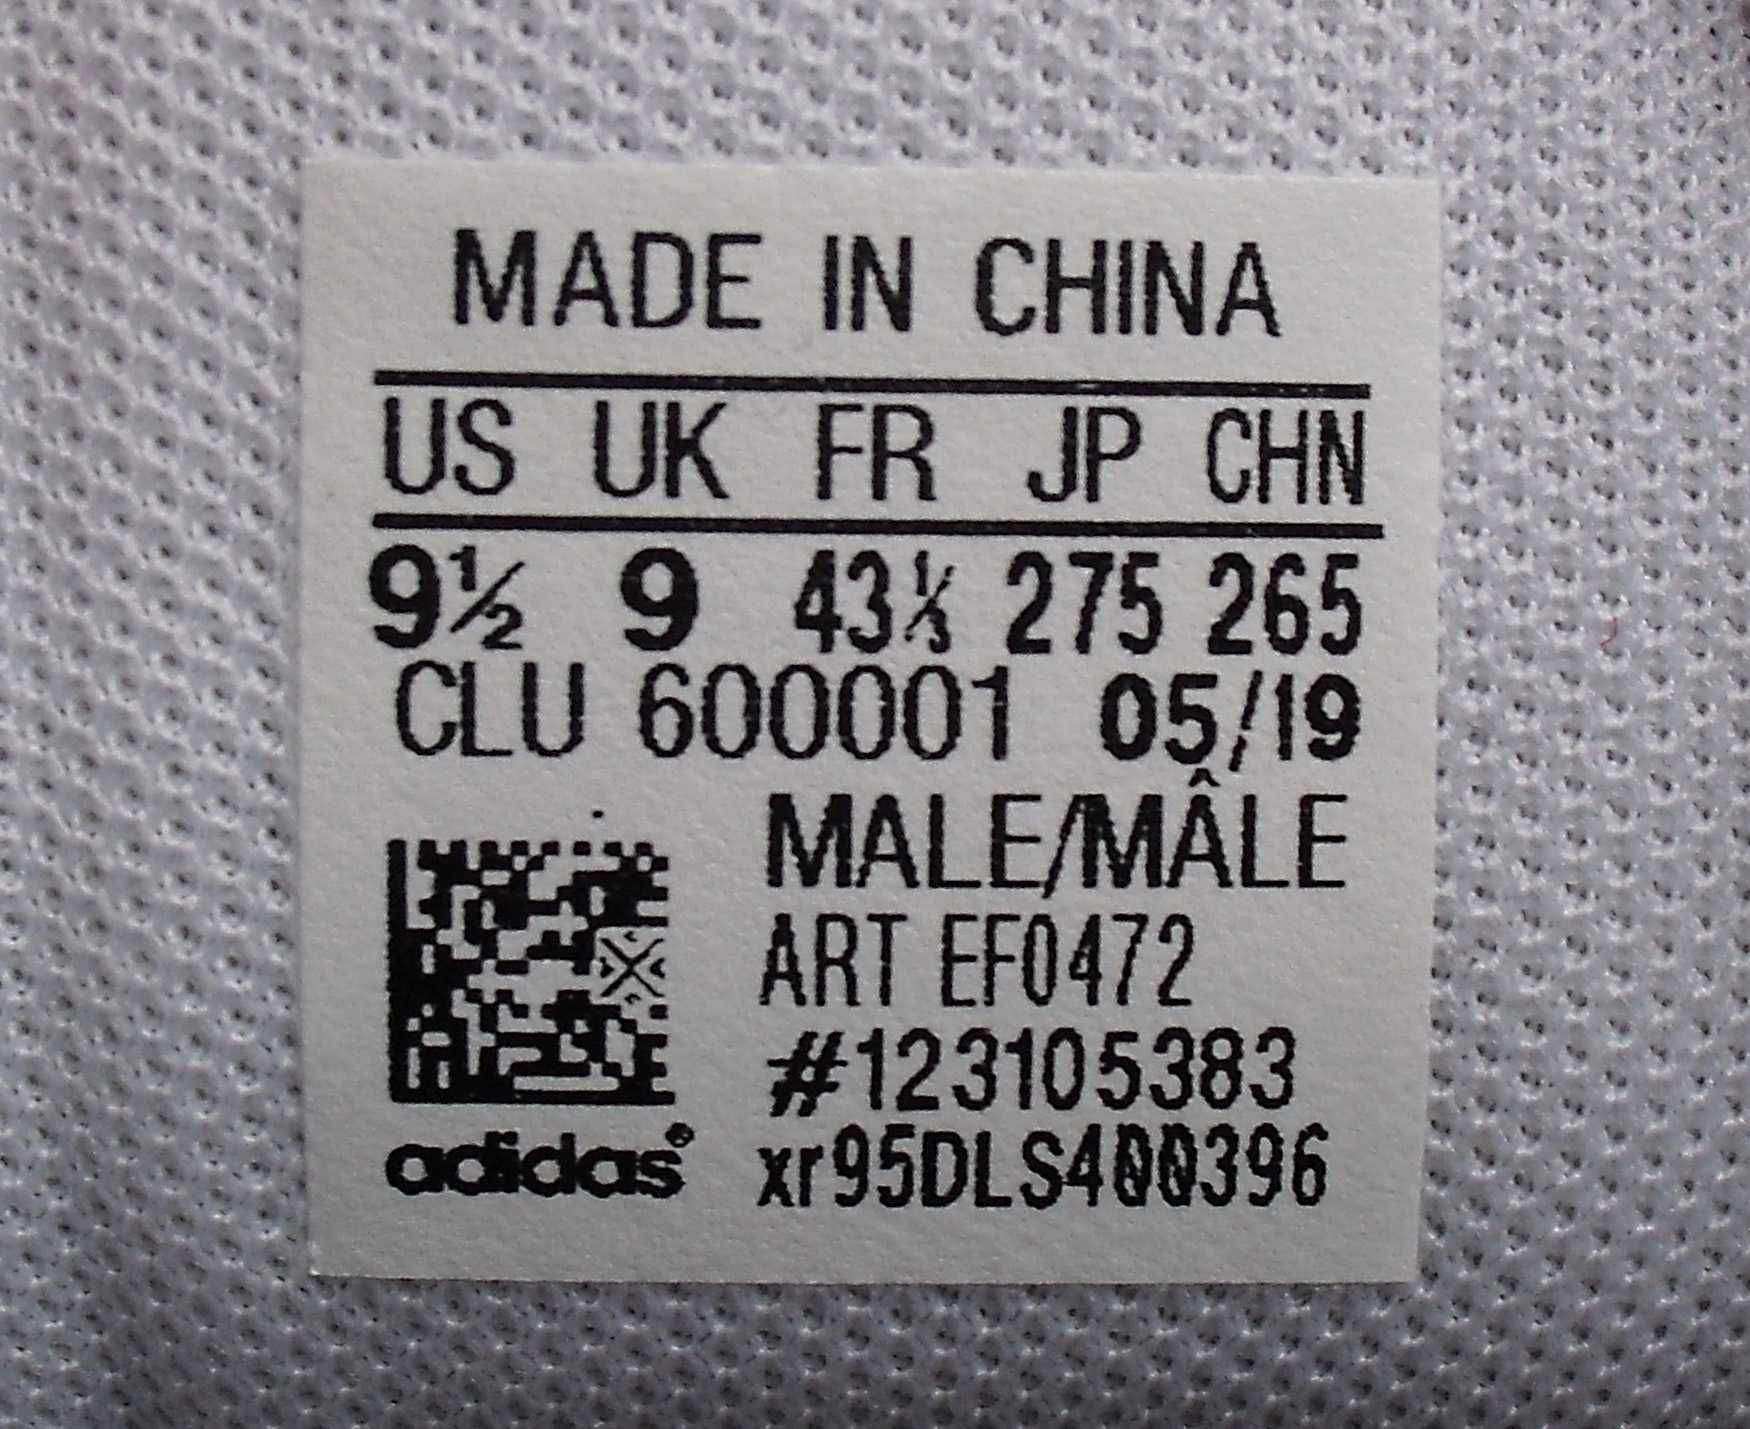 MADE IN CHINA
US UK FR JP CHN
9½ 9 43⅓ 275 265
CLU 600001 05/19
MALE/MÂLE
ART EF0472
#123105383
adidas® xr95DLS400396